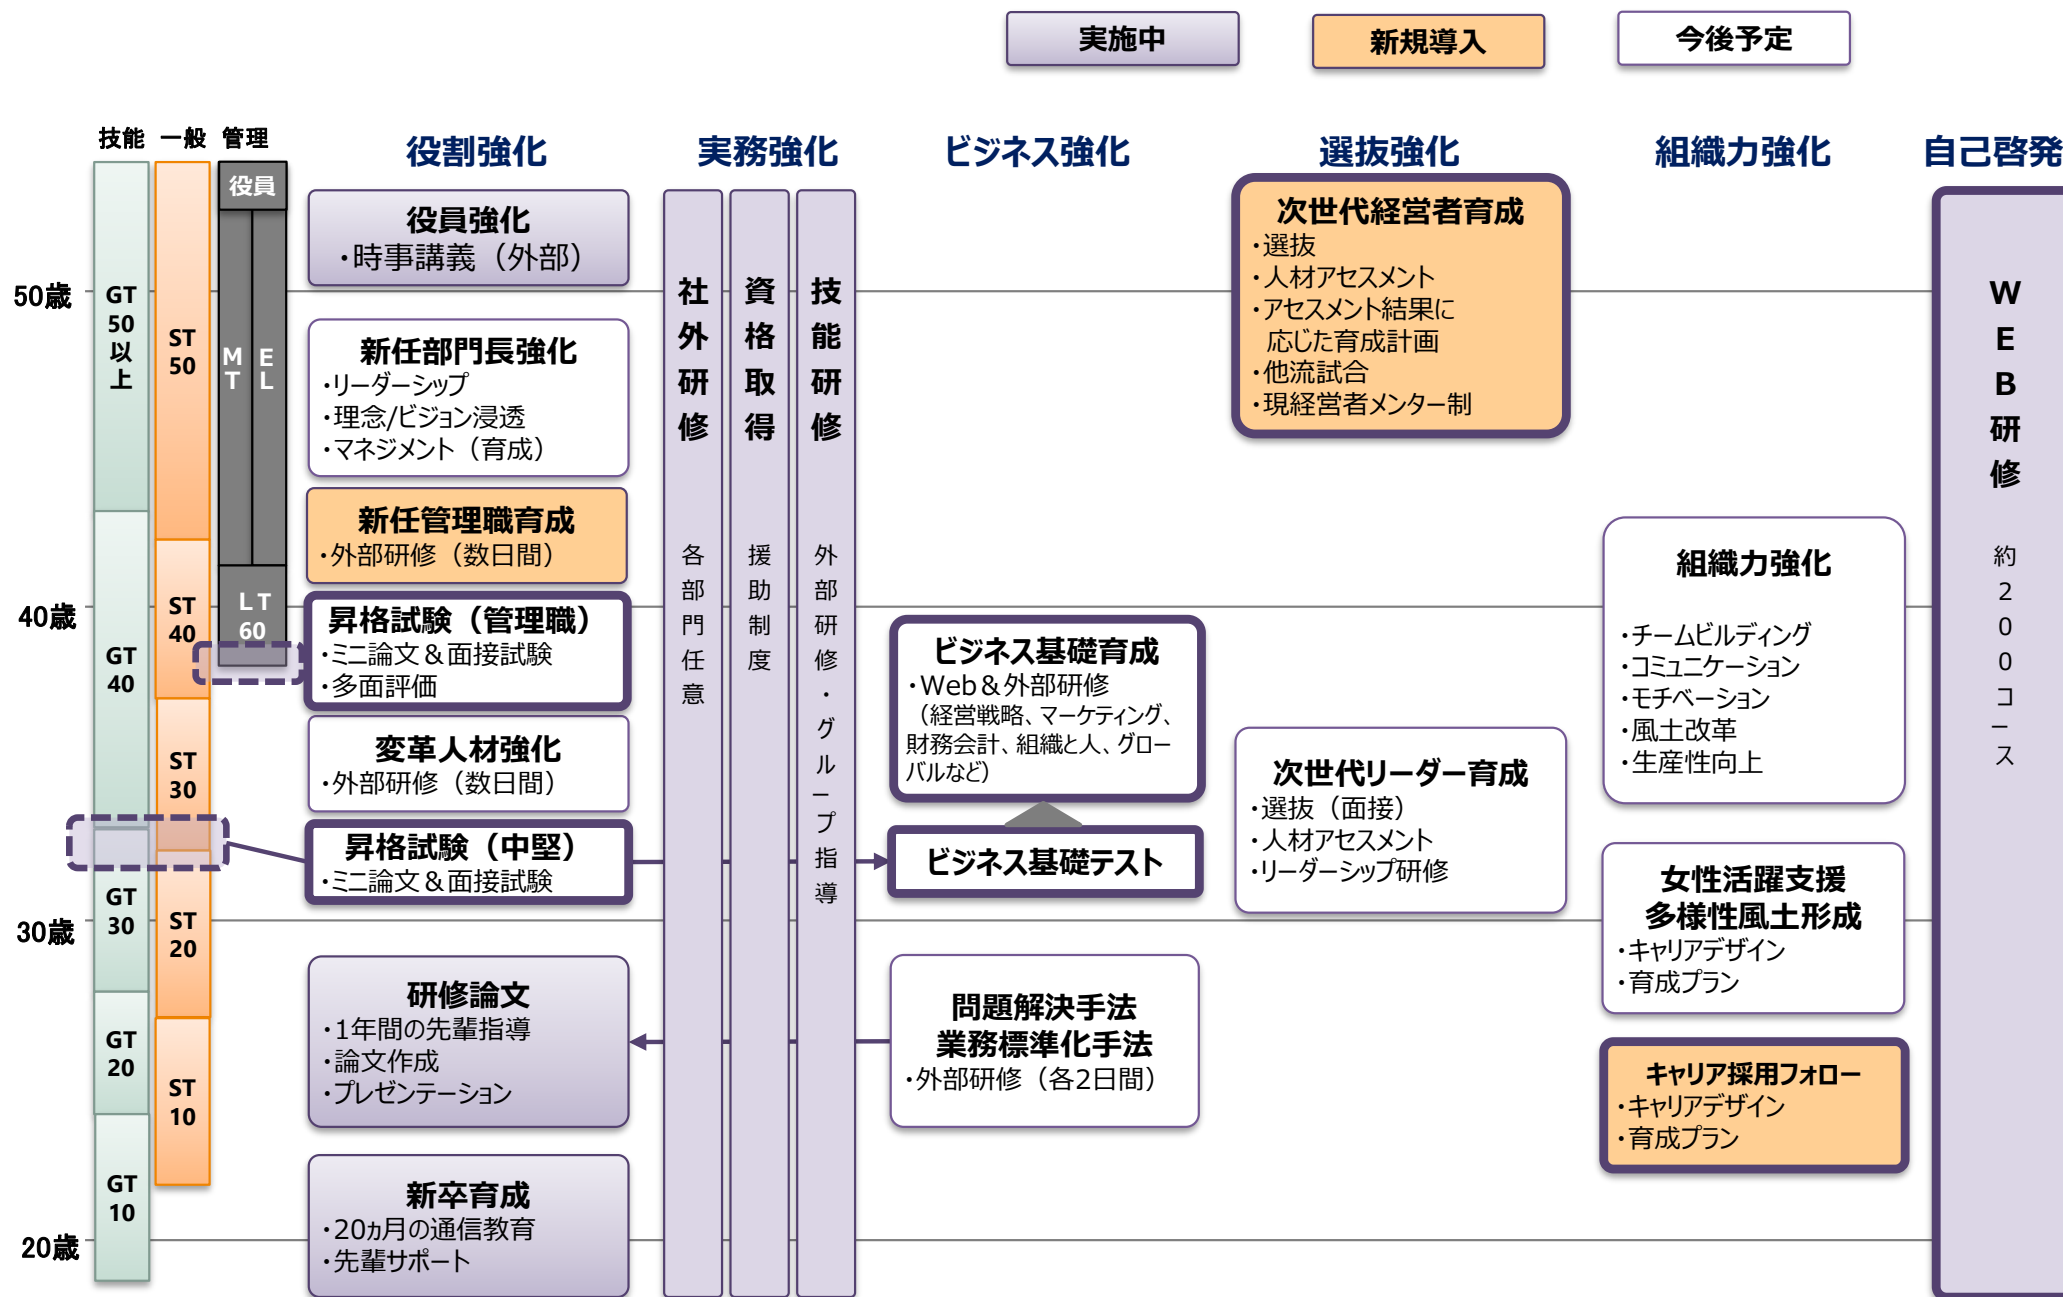 実施中
新規導入
今後予定
技能
一般
管理
役割強化
実務強化
ビジネス強化
選抜強化
組織力強化
自己啓発
50歳
40歳
30歳
20歳
GT
50
以
上
GT
40
GT
30
GT
20
GT
10
ST
50
ST
40
ST
30
ST
20
ST
10
役員
MT
EL
LT
60
役員強化
・時事講義（外部）
新任部門長強化
・リーダーシップ
・理念/ビジョン浸透
・マネジメント（育成）
新任管理職育成
・外部研修（数日間）
昇格試験（管理職）
・ミニ論文＆面接試験
・多面評価
変革人材強化
・外部研修（数日間）
昇格試験（中堅）
・ミニ論文＆面接試験
研修論文
・1年間の先輩指導
・論文作成
・プレゼンテーション
新卒育成
・20ヵ月の通信教育
・先輩サポート
社外研修
各部門任意
資格取得
援助制度
技能研修
外部研修・グループ指導
ビジネス基礎育成
・Web＆外部研修
（経営戦略、マーケティング、
財務会計、組織と人、グロー
バルなど）
ビジネス基礎テスト
問題解決手法
業務標準化手法
・外部研修（各2日間）
次世代経営者育成
・選抜
・人材アセスメント
・アセスメント結果に
応じた育成計画
・他流試合
・現経営者メンター制
次世代リーダー育成
・選抜（面接）
・人材アセスメント
・リーダーシップ研修
組織力強化
・チームビルディング
・コミュニケーション
・モチベーション
・風土改革
・生産性向上
女性活躍支援
多様性風土形成
・キャリアデザイン
・育成プラン
キャリア採用フォロー
・キャリアデザイン
・育成プラン
WEB研修
約200コース